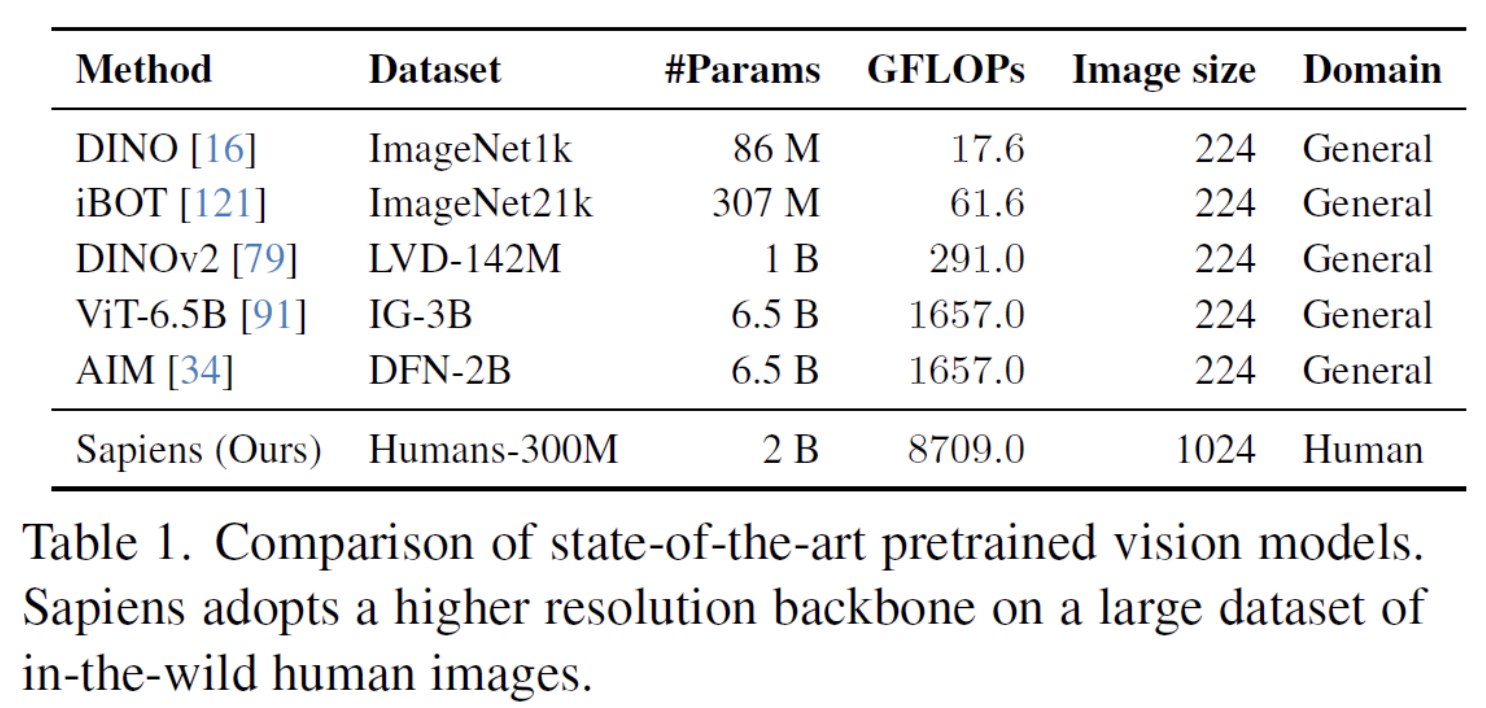 Method Dataset #Params GFLOPs Image size Domain
DINO [16] ImageNet1k 86 M 17.6 224 General
iBOT [121] ImageNet21k 307 M 61.6 224 General
DINOv2 [79] LVD-142M 1 B 291.0 224 General
ViT-6.5B [91] IG-3B 6.5 B 1657.0 224 General
AIM [34] DFN-2B 6.5 B 1657.0 224 General
Sapiens (Ours) Humans-300M 2 B 8709.0 1024 Human
Table 1. Comparison of state-of-the-art pretrained vision models.
Sapiens adopts a higher resolution backbone on a large dataset of
in-the-wild human images.